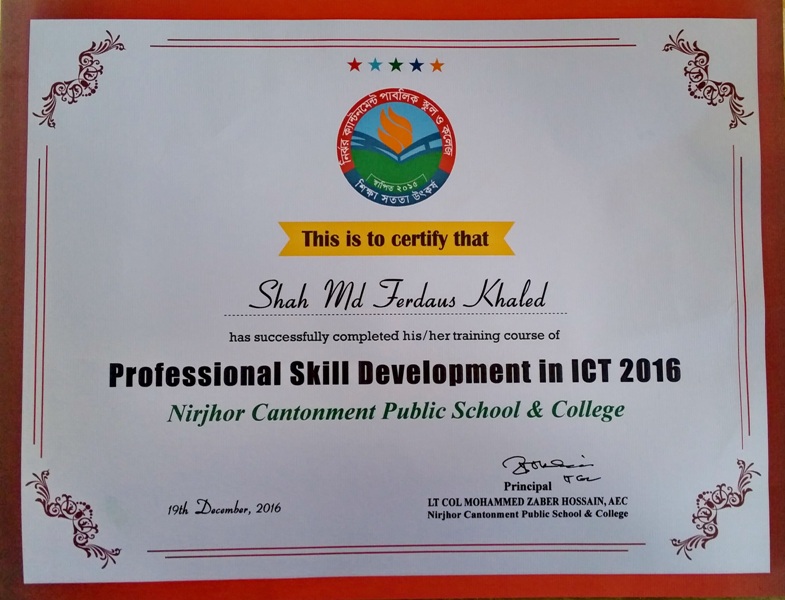 নির্ঝর ক্যান্টনমেন্ট পাবলিক স্কুল ও কলেজ
স্থাপিত ২০১৫
শিক্ষা সততা উৎকর্ষ
This is to certify that
Shah Md Ferdaus Khaled
has successfully completed his/her training course of
Professional Skill Development in ICT 2016
Nirjhor Cantonment Public School & College
19th December, 2016
Principal
LT COL MOHAMMED ZABER HOSSAIN, AEC
Nirjhor Cantonment Public School & College